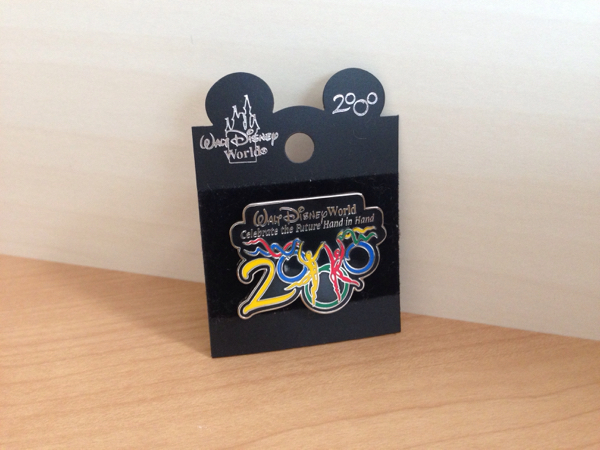 Walt Disney
World®
2000
Walt Disney World
Celebrate the Future Hand in Hand
2000